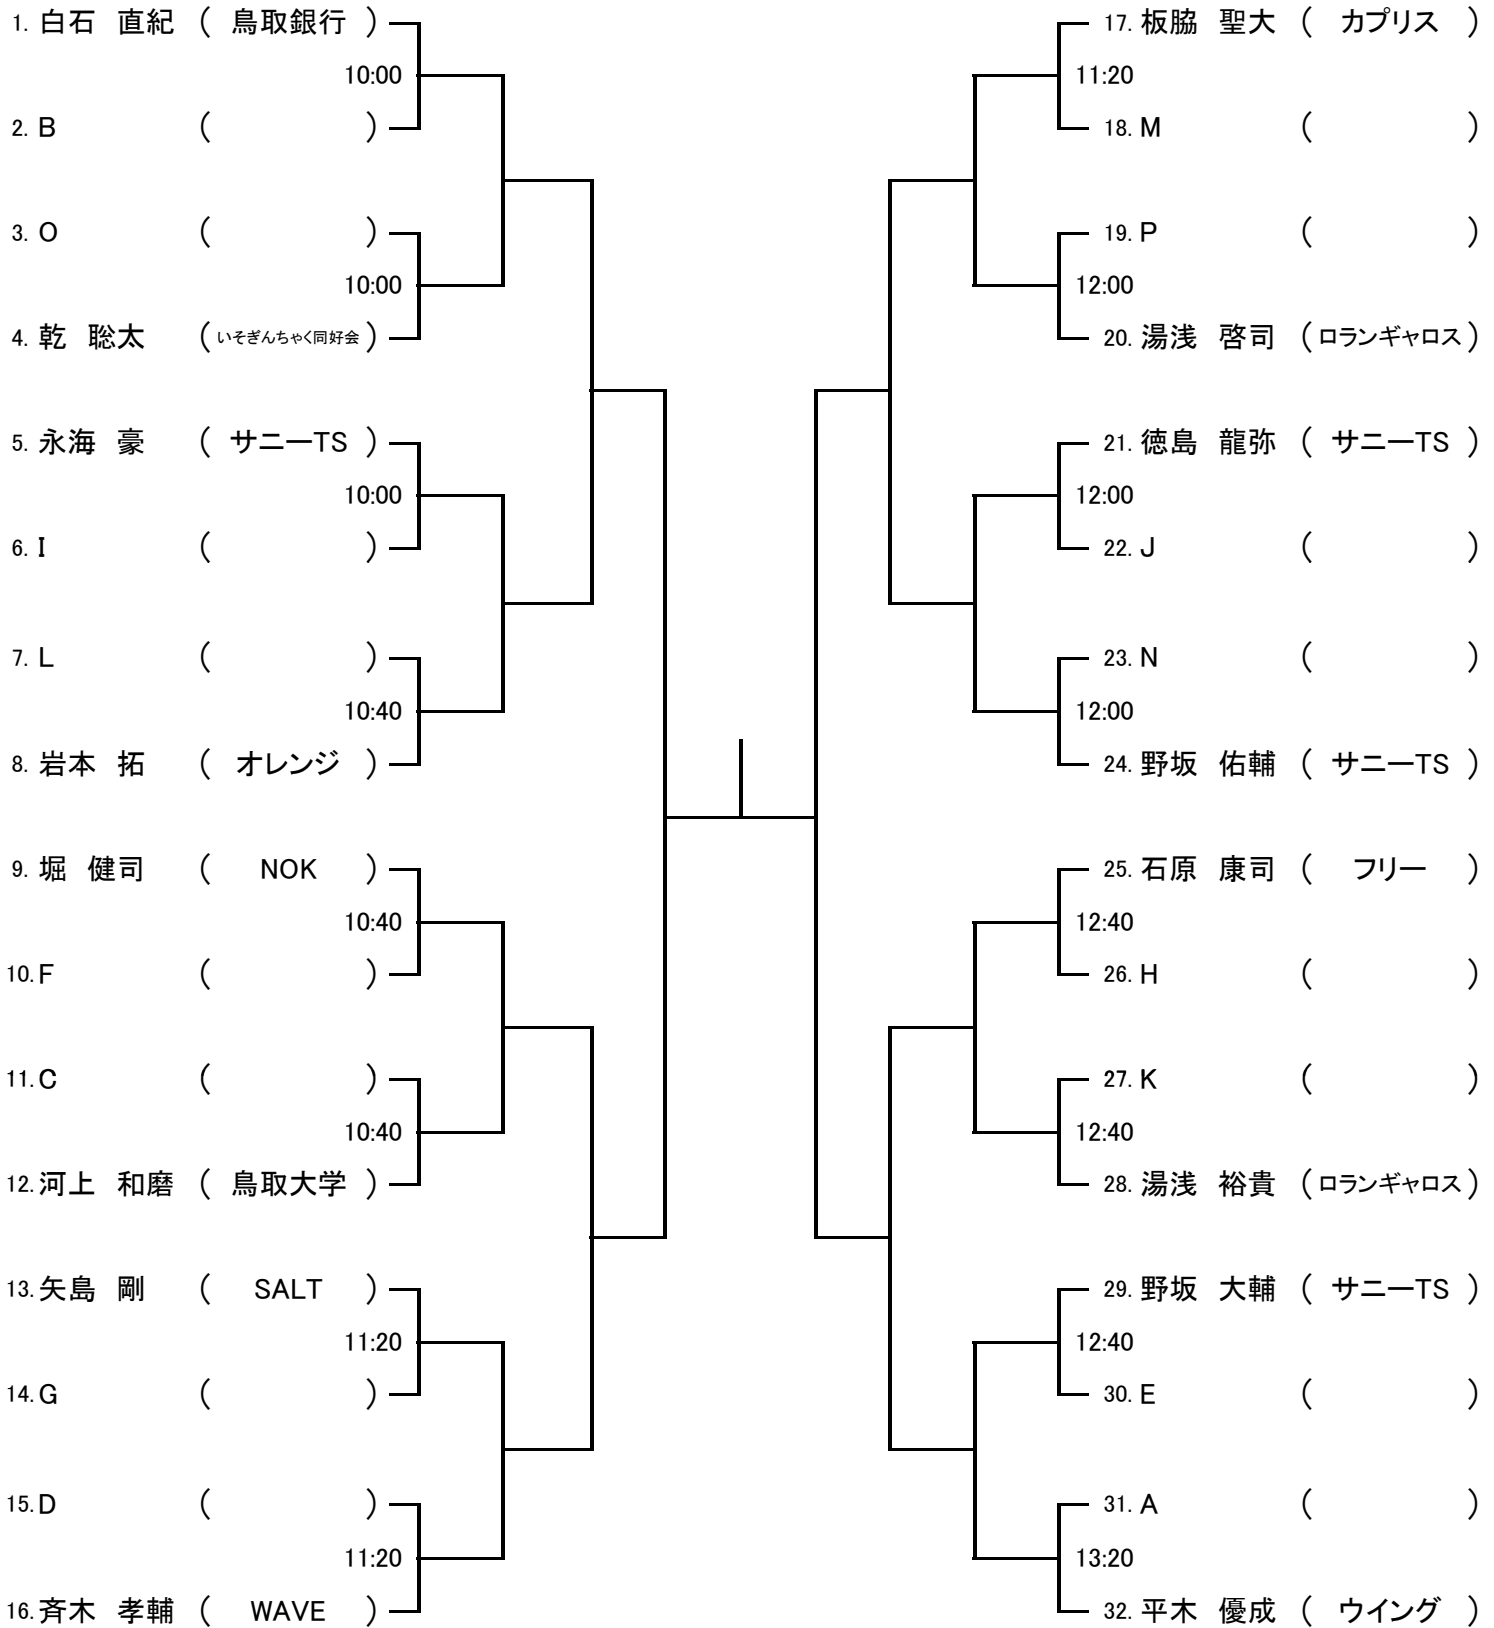 1. 白石 直紀 ( 鳥取銀行 )
10:00
2. B ( )
3. O ( )
10:00
4. 乾 聡太 ( いそぎんちゃく同好会 )
5. 永海 豪 ( サニーTS )
10:00
6. I ( )
7. L ( )
10:40
8. 岩本 拓 ( オレンジ )
9. 堀 健司 ( NOK )
10:40
10. F ( )
11. C ( )
10:40
12. 河上 和磨 ( 鳥取大学 )
13. 矢島 剛 ( SALT )
11:20
14. G ( )
15. D ( )
11:20
16. 斉木 孝輔 ( WAVE )
17. 板脇 聖大 ( カプリス )
11:20
18. M ( )
19. P ( )
12:00
20. 湯浅 啓司 ( ロランギャロス )
21. 徳島 龍弥 ( サニーTS )
12:00
22. J ( )
23. N ( )
12:00
24. 野坂 佑輔 ( サニーTS )
25. 石原 康司 ( フリー )
12:40
26. H ( )
27. K ( )
12:40
28. 湯浅 裕貴 ( ロランギャロス )
29. 野坂 大輔 ( サニーTS )
12:40
30. E ( )
31. A ( )
13:20
32. 平木 優成 ( ウイング )